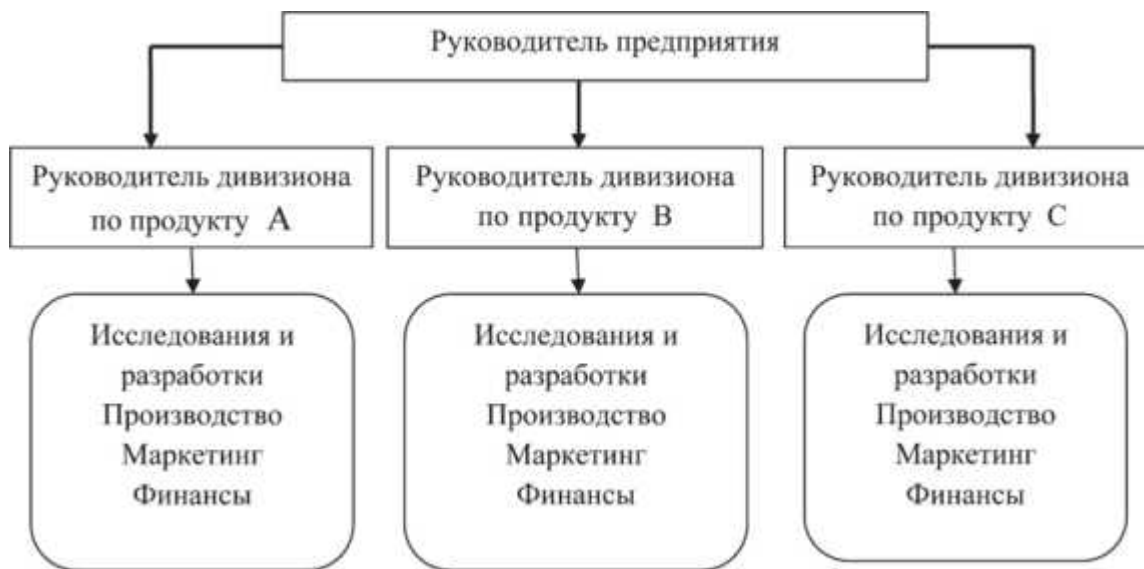 Руководитель предприятия
Руководитель дивизиона
по продукту А
Руководитель дивизиона
по продукту В
Руководитель дивизиона
по продукту С
Исследования и
разработки
Производство
Маркетинг
Финансы
Исследования и
разработки
Производство
Маркетинг
Финансы
Исследования и
разработки
Производство
Маркетинг
Финансы